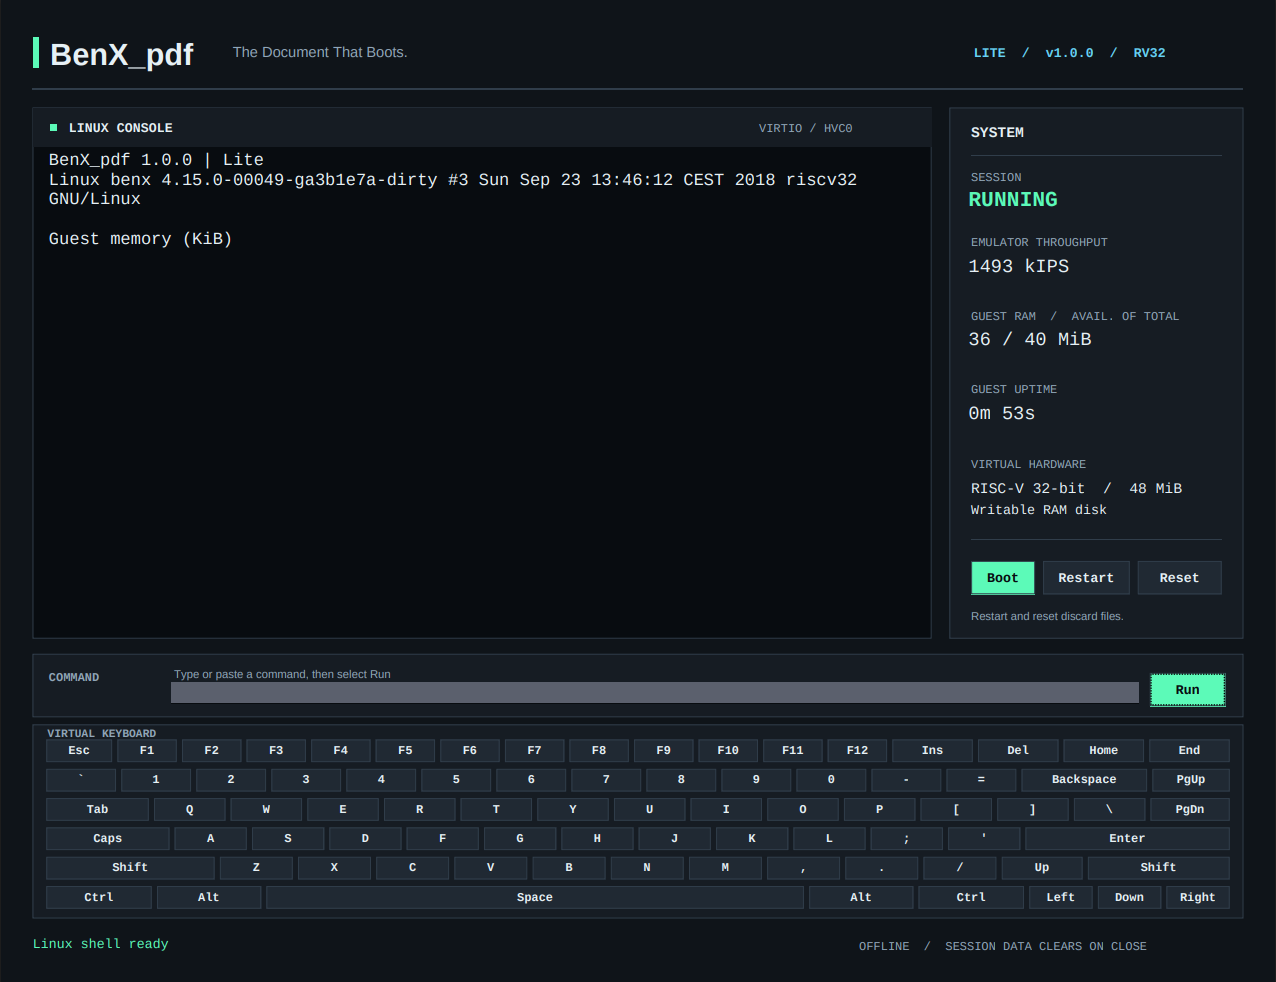 BenX_pdf
The Document That Boots.
LITE / v1.0.0 / RV32
LINUX CONSOLE
VIRTIO / HVC0
BenX_pdf 1.0.0 | Lite
Linux benx 4.15.0-00049-ga3b1e7a-dirty #3 Sun Sep 23 13:46:12 CEST 2018 riscv32
GNU/Linux
Guest memory (KiB)
SYSTEM
SESSION
RUNNING
EMULATOR THROUGHPUT
1493 kIPS
GUEST RAM / AVAIL. OF TOTAL
36 / 40 MiB
GUEST UPTIME
0m 53s
VIRTUAL HARDWARE
RISC-V 32-bit / 48 MiB
Writable RAM disk
Boot Restart Reset
Restart and reset discard files.
COMMAND
Type or paste a command, then select Run
Run
VIRTUAL KEYBOARD
Esc F1 F2 F3 F4 F5 F6 F7 F8 F9 F10 F11 F12 Ins Del Home End
` 1 2 3 4 5 6 7 8 9 0 - = Backspace PgUp
Tab Q W E R T Y U I O P [ ] \ PgDn
Caps A S D F G H J K L ; ' Enter
Shift Z X C V B N M , . / Up Shift
Ctrl Alt Space Alt Ctrl Left Down Right
Linux shell ready
OFFLINE / SESSION DATA CLEARS ON CLOSE